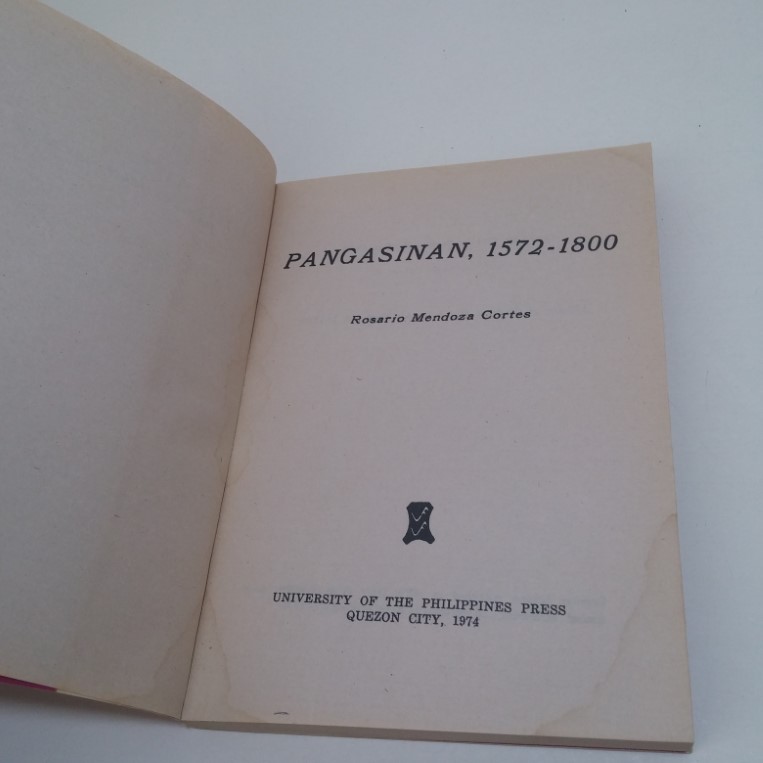 PANGASINAN, 1572-1800
Rosario Mendoza Cortes
UNIVERSITY OF THE PHILIPPINES PRESS
QUEZON CITY, 1974